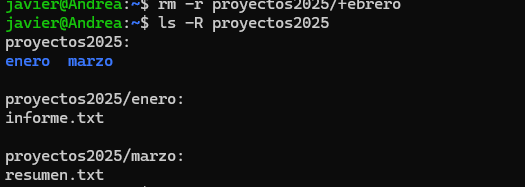 javier@Andrea:~$ rm -r proyectos2025/febrero
javier@Andrea:~$ ls -R proyectos2025
proyectos2025:
enero  marzo

proyectos2025/enero:
informe.txt

proyectos2025/marzo:
resumen.txt